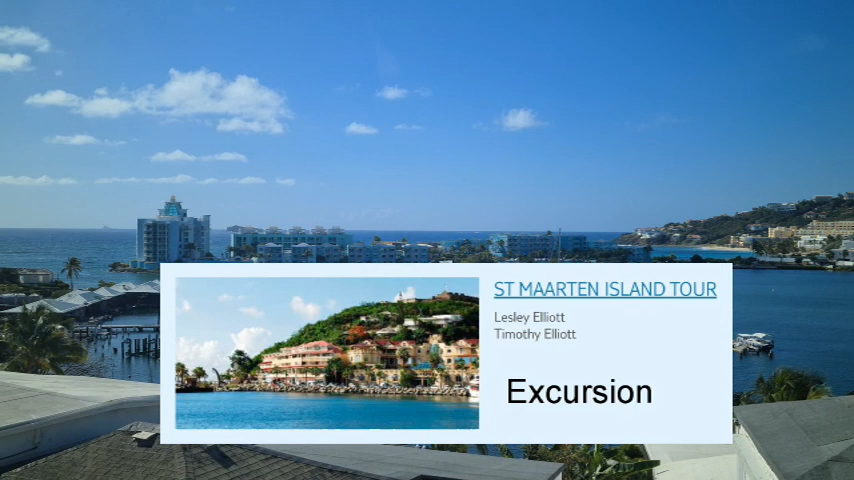 ST MAARTEN ISLAND TOUR
Lesley Elliott
Timothy Elliott
Excursion